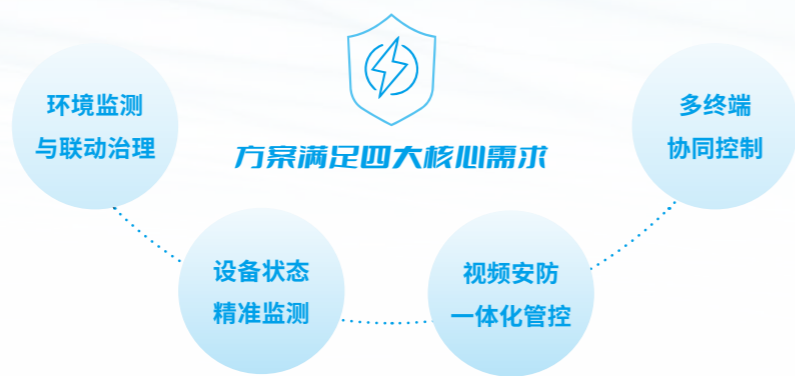 环境监测
与联动治理
方案满足四大核心需求
多终端
协同控制
设备状态
精准监测
视频安防
一体化管控